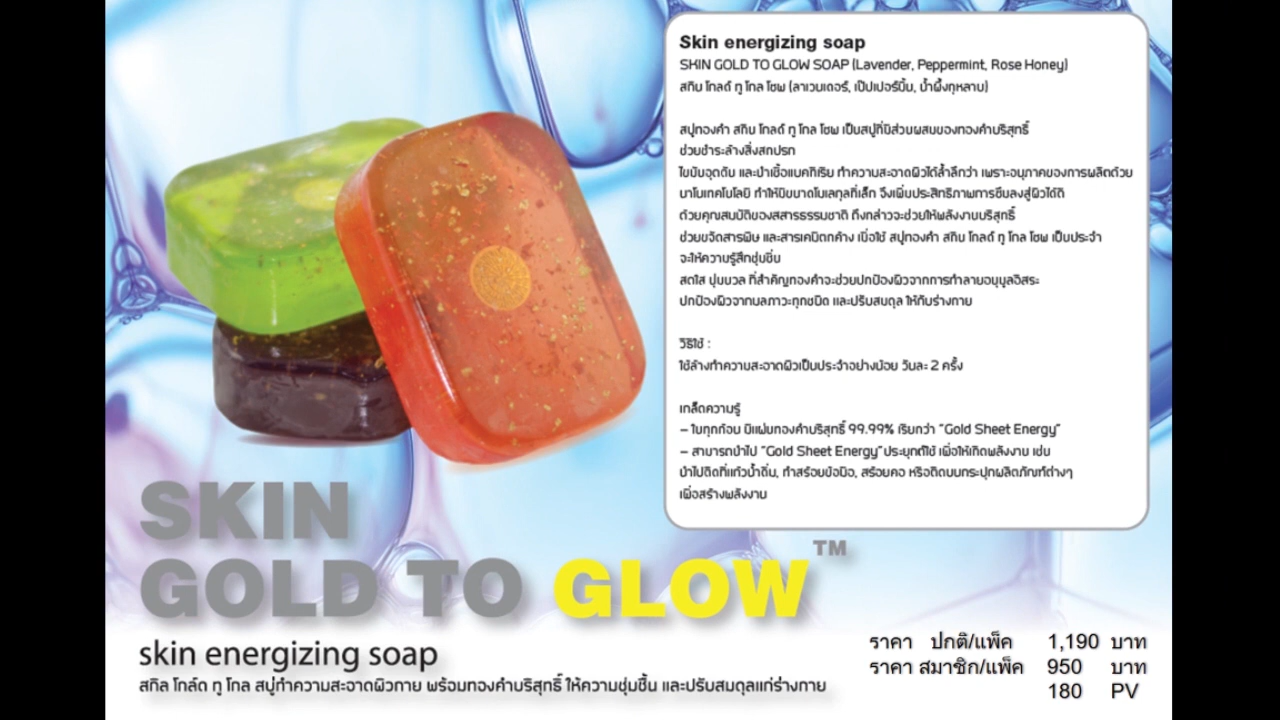 Skin energizing soap
SKIN GOLD TO GLOW SOAP (Lavender, Peppermint, Rose Honey)
สกิน โกลด์ ทู โกล โซพ (ลาเวนเดอร์, เป๊ปเปอร์มิ้น, น้ำผึ้งกุหลาบ)
สบู่ทองคำ สกิน โกลด์ ทู โกล โซพ เป็นสบู่ที่มีส่วนผสมของทองคำบริสุทธิ์
ช่วยชำระล้างสิ่งสกปรก
ไขมันอุดตัน และนำเชื้อแบคทีเรีย ทำความสะอาดผิวได้ล้ำลึกว่า เพราะอนุภาคของการผลิตด้วย
นาโนเทคโนโลยี ทำให้มีขนาดโมเลกุลที่เล็ก จึงเพิ่มประสิทธิภาพการซึมลงสู่ผิวได้ดี
ด้วยคุณสมบัติของสสารธรรมชาติ ดังกล่าวจะช่วยให้พลังงานบริสุทธิ์
ช่วยขจัดสารพิษ และสารเคมีตกค้าง เมื่อใช้ สบู่ทองคำ สกิน โกลด์ ทู โกล โซพ เป็นประจำ
จะให้ความรู้สึกชุ่มชื่น
สดใส นุ่มนวล ที่สำคัญทองคำจะช่วยปกป้องผิวจากการทำลายอนุมูลอิสระ
ปกป้องผิวจากมลภาวะทุกชนิด และปรับสมดุล ให้กับร่างกาย
วิธีใช้ :
ใช้ล้างทำความสะอาดผิวเป็นประจำอย่างน้อย วันละ 2 ครั้ง
เกล็ดความรู้
– ในทุกก้อน มีแผ่นทองคำบริสุทธิ์ 99.99% เรียกว่า “Gold Sheet Energy”
– สามารถนำไป “Gold Sheet Energy” ประยุกต์ใช้ เพื่อให้เกิดพลังงาน เช่น
นำไปติดที่แก้วน้ำดื่ม, ทำสร้อยข้อมือ, สร้อยคอ หรือติดบนกระปุกผลิตภัณฑ์ต่างๆ
เพื่อสร้างพลังงาน
SKIN
GOLD TO GLOW™
skin energizing soap
สกิล โกล์ด ทู โกล สบู่ทำความสะอาดผิวกาย พร้อมทองคำบริสุทธิ์ ให้ความชุ่มชื้น และปรับสมดุลแก่ร่างกาย
ราคา ปกติ/แพ็ค 1,190 บาท
ราคา สมาชิก/แพ็ค 950 บาท
180 PV